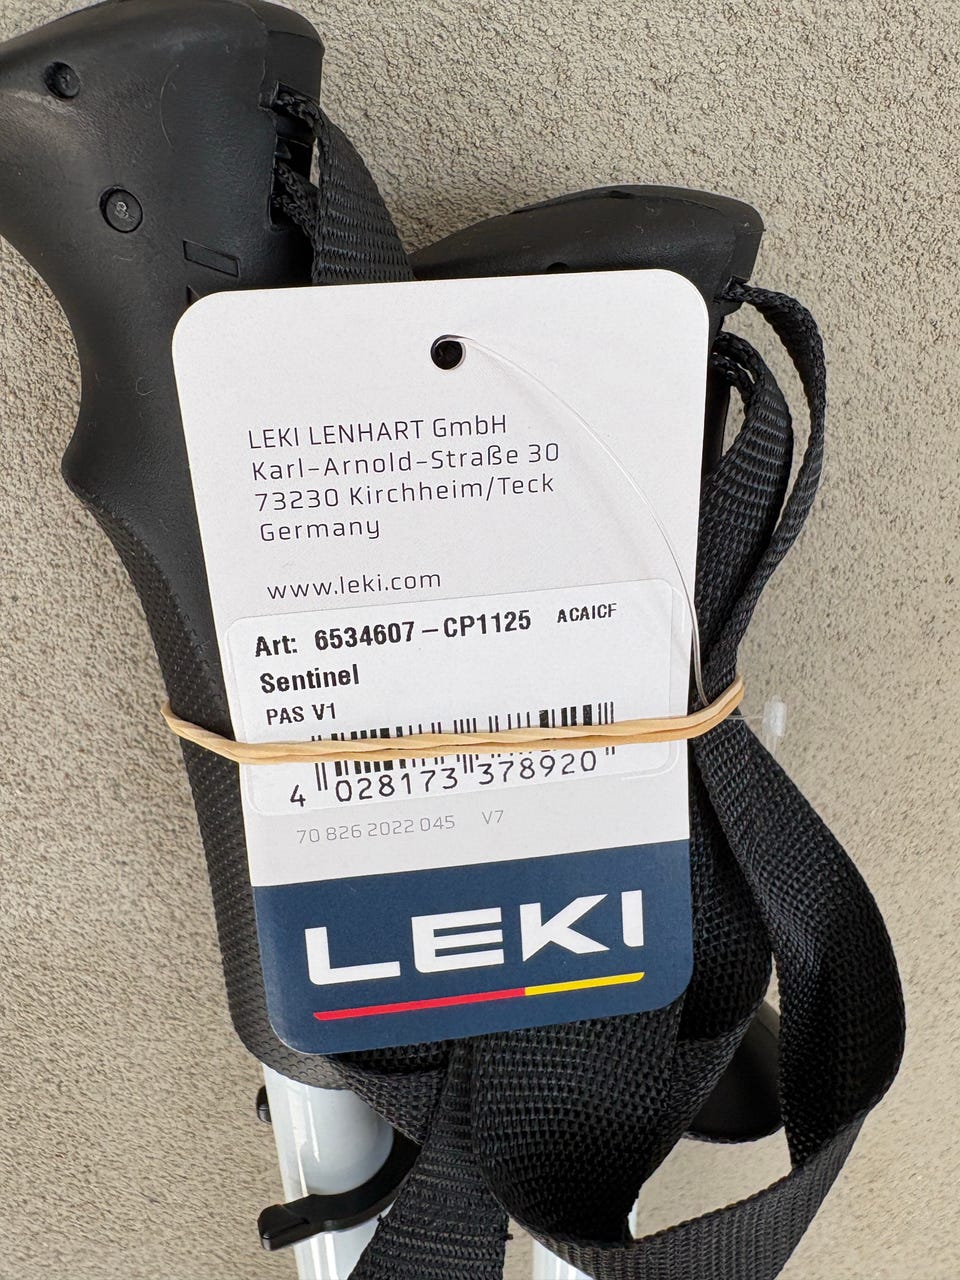 LEKI LENHART GmbH
Karl-Arnold-Straße 30
73230 Kirchheim/Teck
Germany
www.leki.com
Art: 6534607 – CP1125 ACAICF
Sentinel
PAS V1
4 028173 378920
70 826 2022 045 V7
LEKI